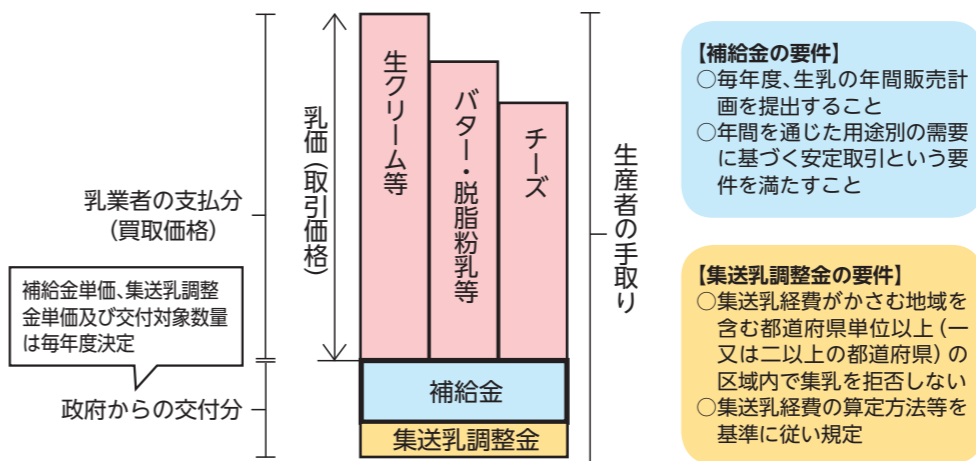 乳業者の支払分
(買取価格)
補給金単価、集送乳調整
金単価及び交付対象数量
は毎年度決定
政府からの交付分
乳価(取引価格)
生クリーム等
バター・脱脂粉乳等
チーズ
補給金
集送乳調整金
生産者の手取り
【補給金の要件】
○毎年度、生乳の年間販売計
画を提出すること
○年間を通じた用途別の需要
に基づく安定取引という要
件を満たすこと
【集送乳調整金の要件】
○集送乳経費がかさむ地域を
含む都道府県単位以上(一
又は二以上の都道府県)の
区域内で集乳を拒否しない
○集送乳経費の算定方法等を
基準に従い規定